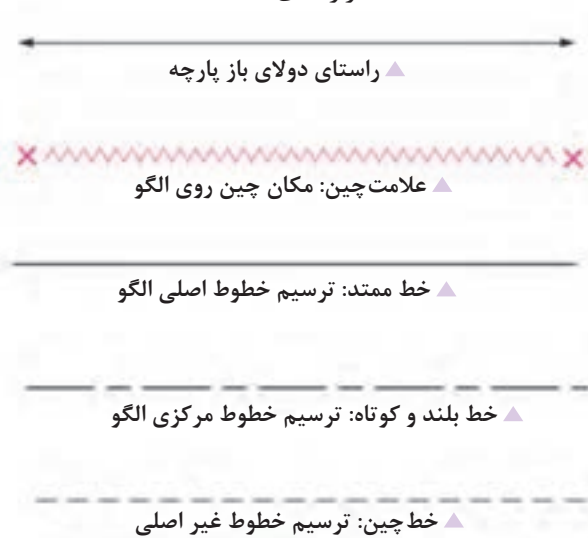 راستای دولای باز پارچه
علامت‌چین: مکان چین روی الگو
خط ممتد: ترسیم خطوط اصلی الگو
خط بلند و کوتاه: ترسیم خطوط مرکزی الگو
خط‌چین: ترسیم خطوط غیر اصلی